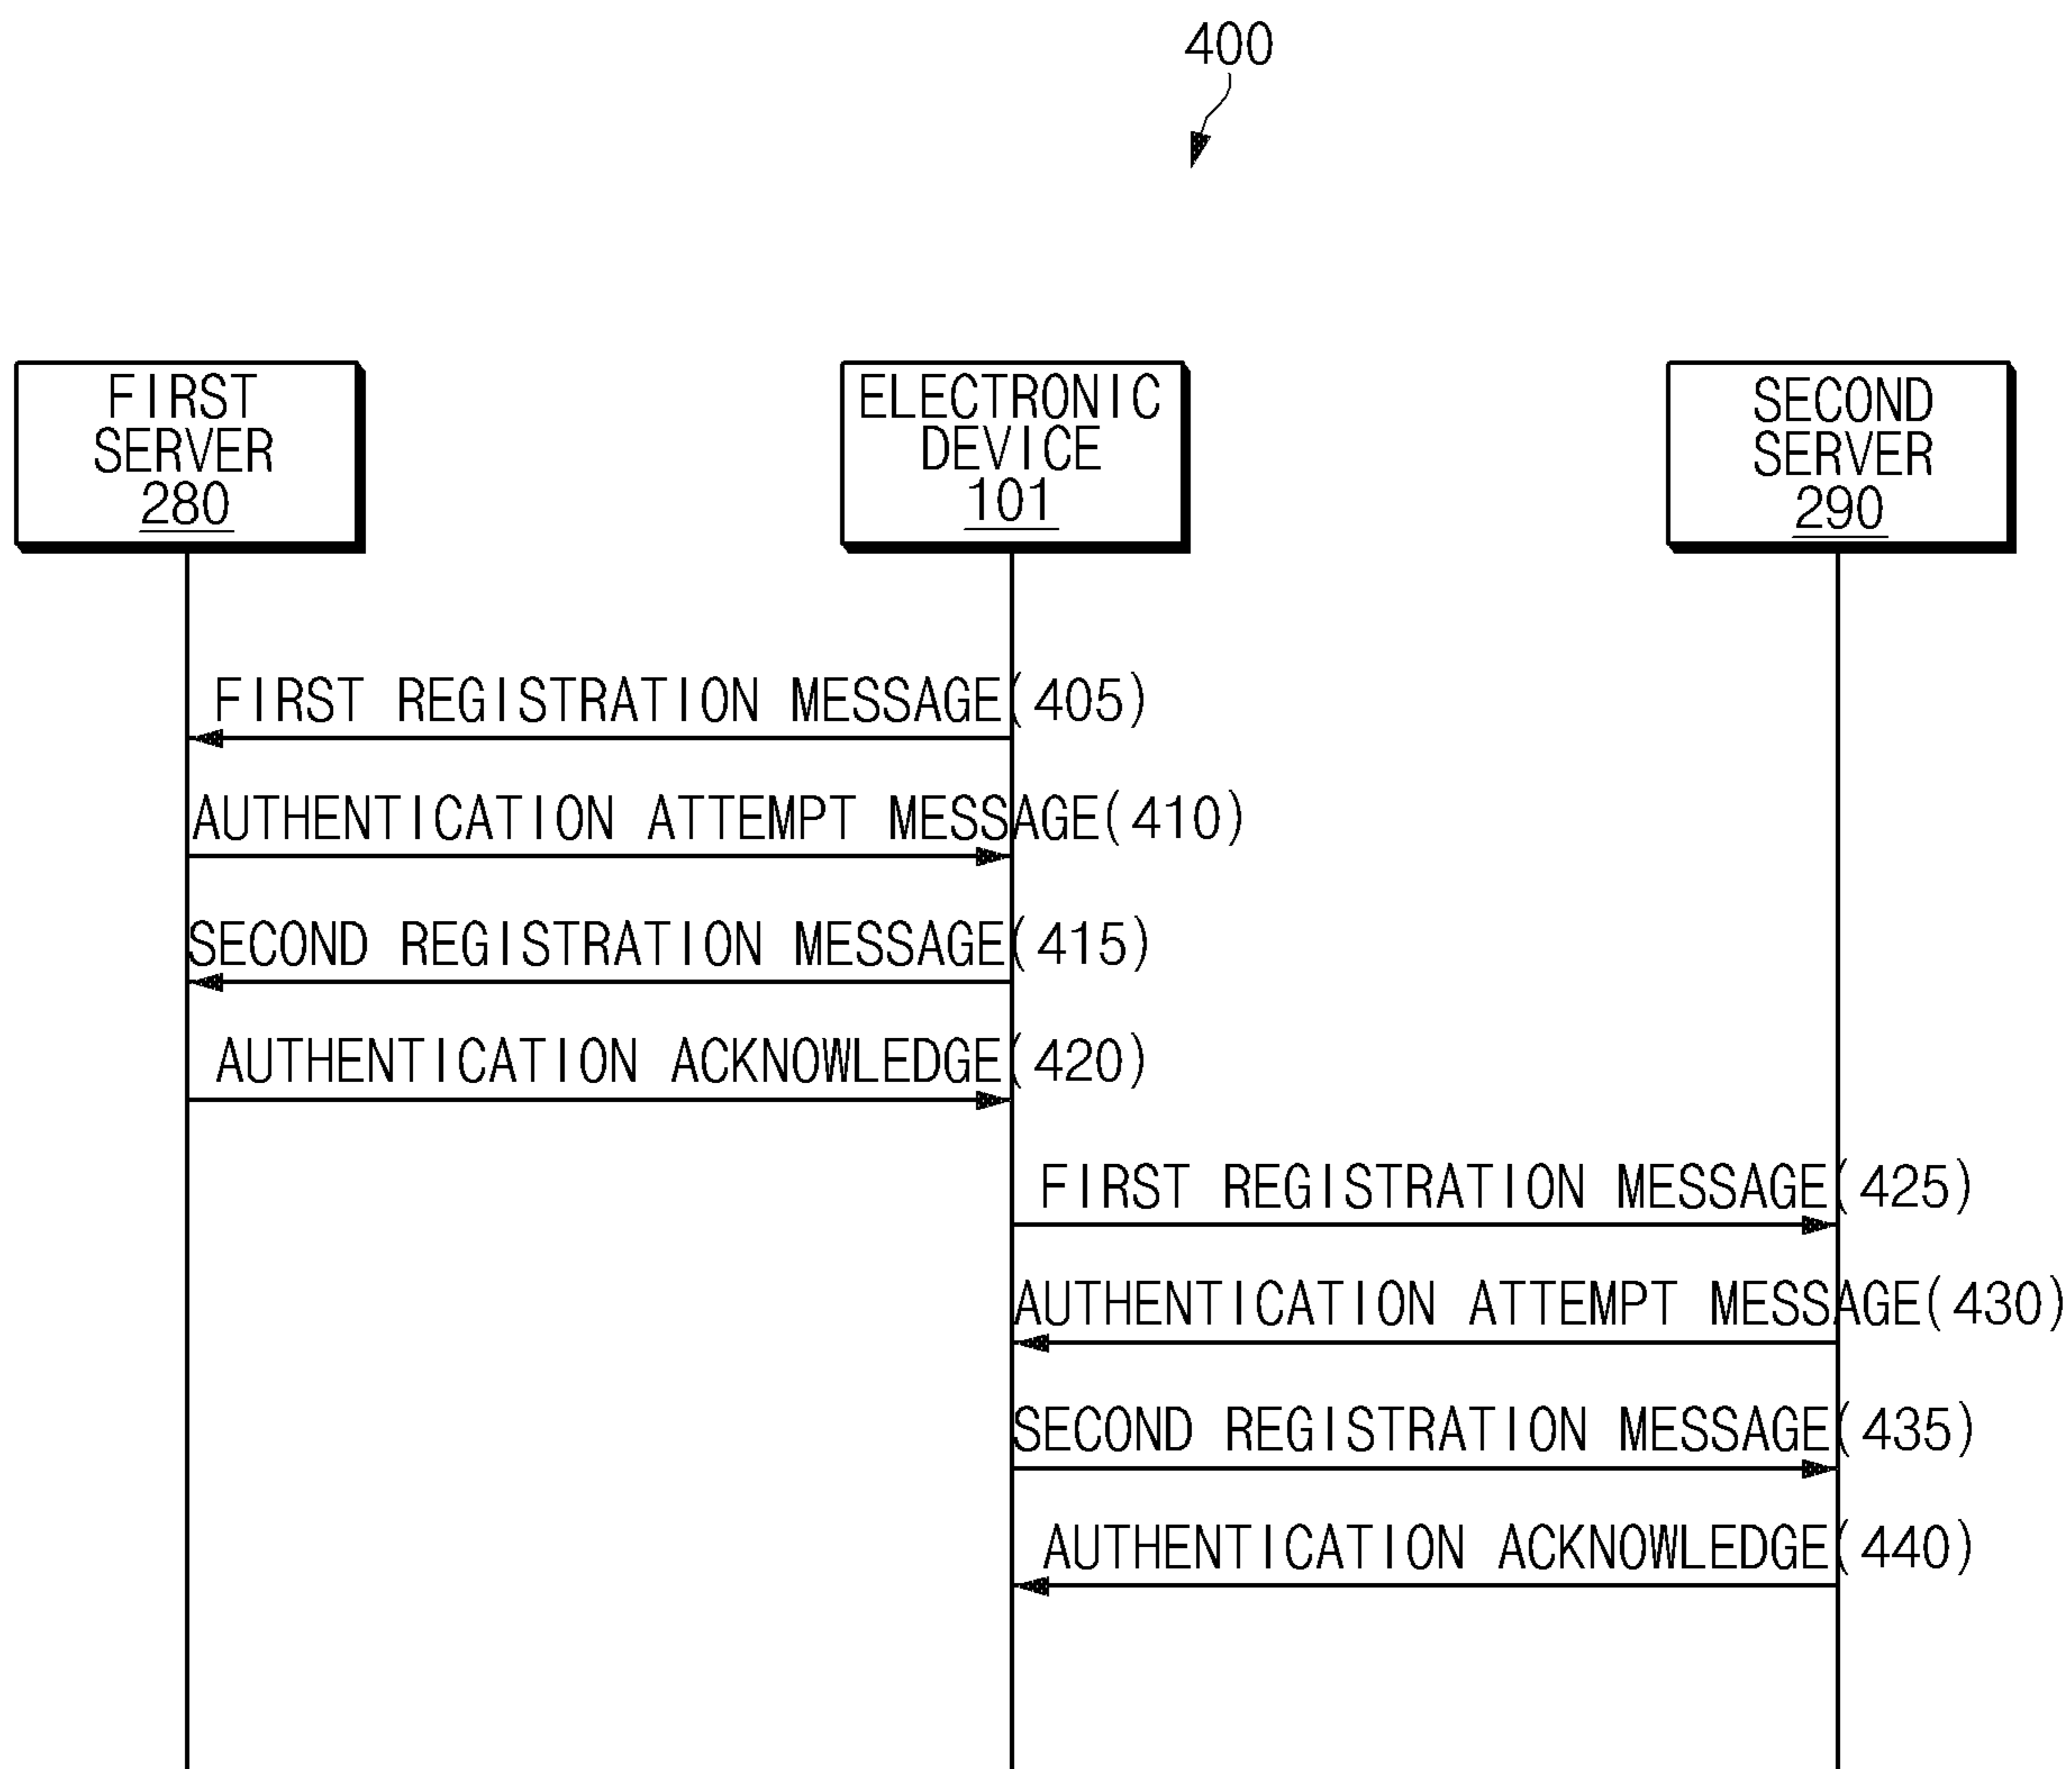 400
FIRST
SERVER
280
ELECTRONIC
DEVICE
101
SECOND
SERVER
290
FIRST REGISTRATION MESSAGE(405)
AUTHENTICATION ATTEMPT MESSAGE(410)
SECOND REGISTRATION MESSAGE(415)
AUTHENTICATION ACKNOWLEDGE(420)
FIRST REGISTRATION MESSAGE(425)
AUTHENTICATION ATTEMPT MESSAGE(430)
SECOND REGISTRATION MESSAGE(435)
AUTHENTICATION ACKNOWLEDGE(440)